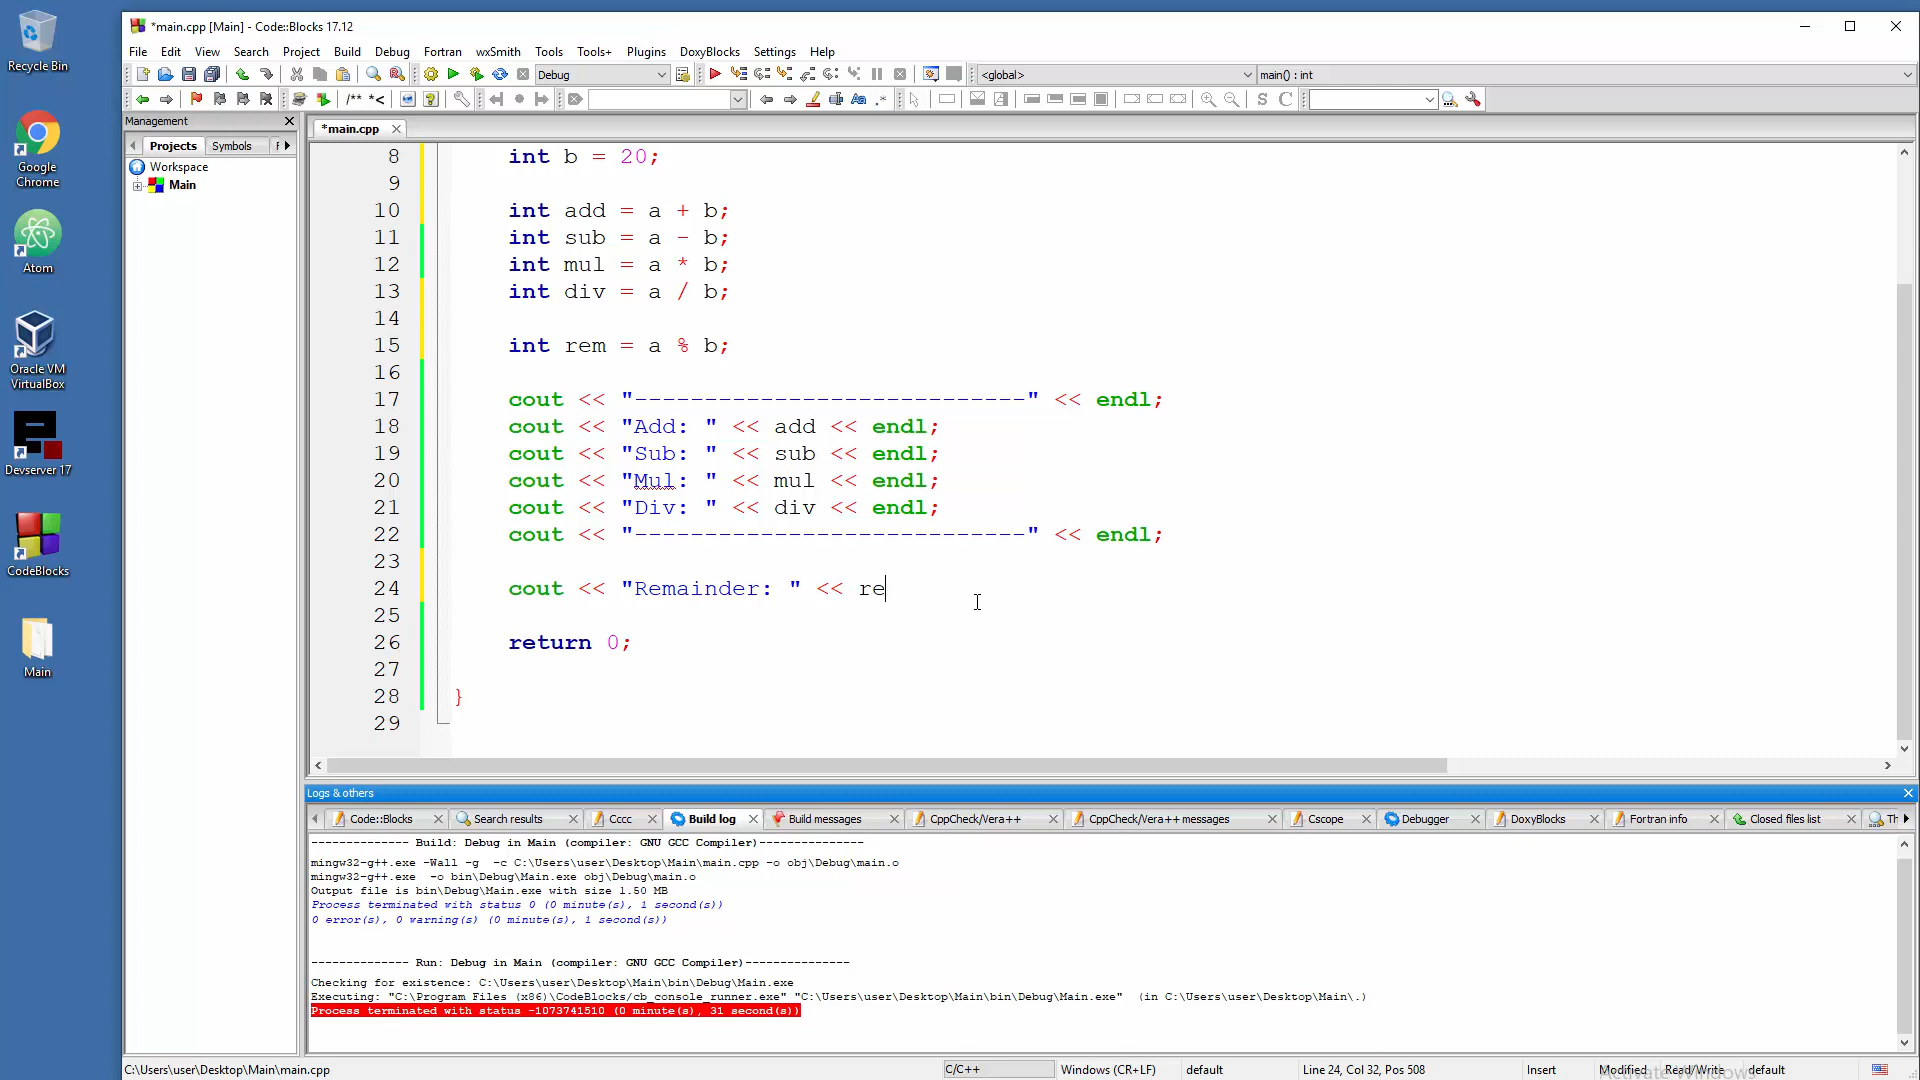 Recycle Bin
Google Chrome
Atom
Oracle VM VirtualBox
Devserver 17
CodeBlocks
Main
*main.cpp [Main] - Code::Blocks 17.12
File Edit View Search Project Build Debug Fortran wxSmith Tools Tools+ Plugins DoxyBlocks Settings Help
Debug <global> main() : int
/** *<
Management
Projects Symbols F
Workspace
Main
*main.cpp
8 int b = 20;
9
10 int add = a + b;
11 int sub = a - b;
12 int mul = a * b;
13 int div = a / b;
14
15 int rem = a % b;
16
17 cout << "----------------------------" << endl;
18 cout << "Add: " << add << endl;
19 cout << "Sub: " << sub << endl;
20 cout << "Mul: " << mul << endl;
21 cout << "Div: " << div << endl;
22 cout << "----------------------------" << endl;
23
24 cout << "Remainder: " << re
25
26 return 0;
27
28 }
29
Logs & others
Code::Blocks Search results Cccc Build log Build messages CppCheck/Vera++ CppCheck/Vera++ messages Cscope Debugger DoxyBlocks Fortran info Closed files list Th
-------------- Build: Debug in Main (compiler: GNU GCC Compiler)---------------
mingw32-g++.exe -Wall -g -c C:\Users\user\Desktop\Main\main.cpp -o obj\Debug\main.o
mingw32-g++.exe -o bin\Debug\Main.exe obj\Debug\main.o
Output file is bin\Debug\Main.exe with size 1.50 MB
Process terminated with status 0 (0 minute(s), 1 second(s))
0 error(s), 0 warning(s) (0 minute(s), 1 second(s))
-------------- Run: Debug in Main (compiler: GNU GCC Compiler)---------------
Checking for existence: C:\Users\user\Desktop\Main\bin\Debug\Main.exe
Executing: "C:\Program Files (x86)\CodeBlocks/cb_console_runner.exe" "C:\Users\user\Desktop\Main\bin\Debug\Main.exe" (in C:\Users\user\Desktop\Main\.)
Process terminated with status -1073741510 (0 minute(s), 31 second(s))
C:\Users\user\Desktop\Main\main.cpp C/C++ Windows (CR+LF) default Line 24, Col 32, Pos 508 Insert Modified Read/Write default
Activate Windows